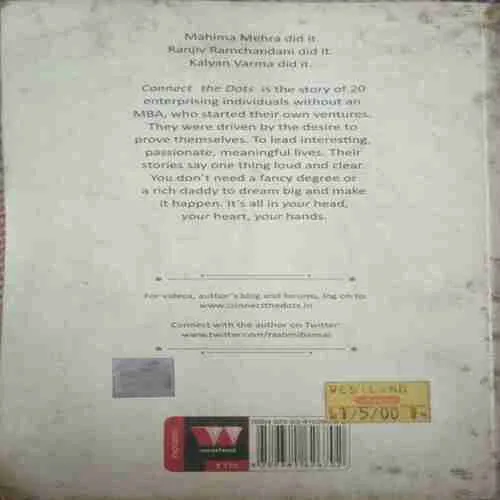 Mahima Mehra did it.
Ranjiv Ramchandani did it.
Kalyan Varma did it.
Connect the Dots is the story of 20
enterprising individuals without an
MBA, who started their own ventures.
They were driven by the desire to
prove themselves. To lead interesting,
passionate, meaningful lives. Their
stories say one thing loud and clear.
You don't need a fancy degree or
a rich daddy to dream big and make
it happen. It's all in your head,
your heart, your hands.
For videos, author's blog and forums, log on to:
www.connectthedots.in
Connect with the author on Twitter
www.twitter.com/rashmibansal
WESTLAND
westland